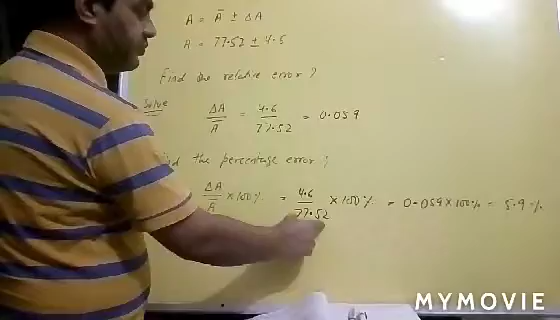 A = A̅ ± ΔA
A = 77.52 ± 4.5
Find the relative error?
Solve
ΔA/A̅ = 4.6/77.52 = 0.059
Find the percentage error?
ΔA/A̅ × 100% = 4.6/77.52 × 100% = 0.059 × 100% = 5.9%
MYMOVIE